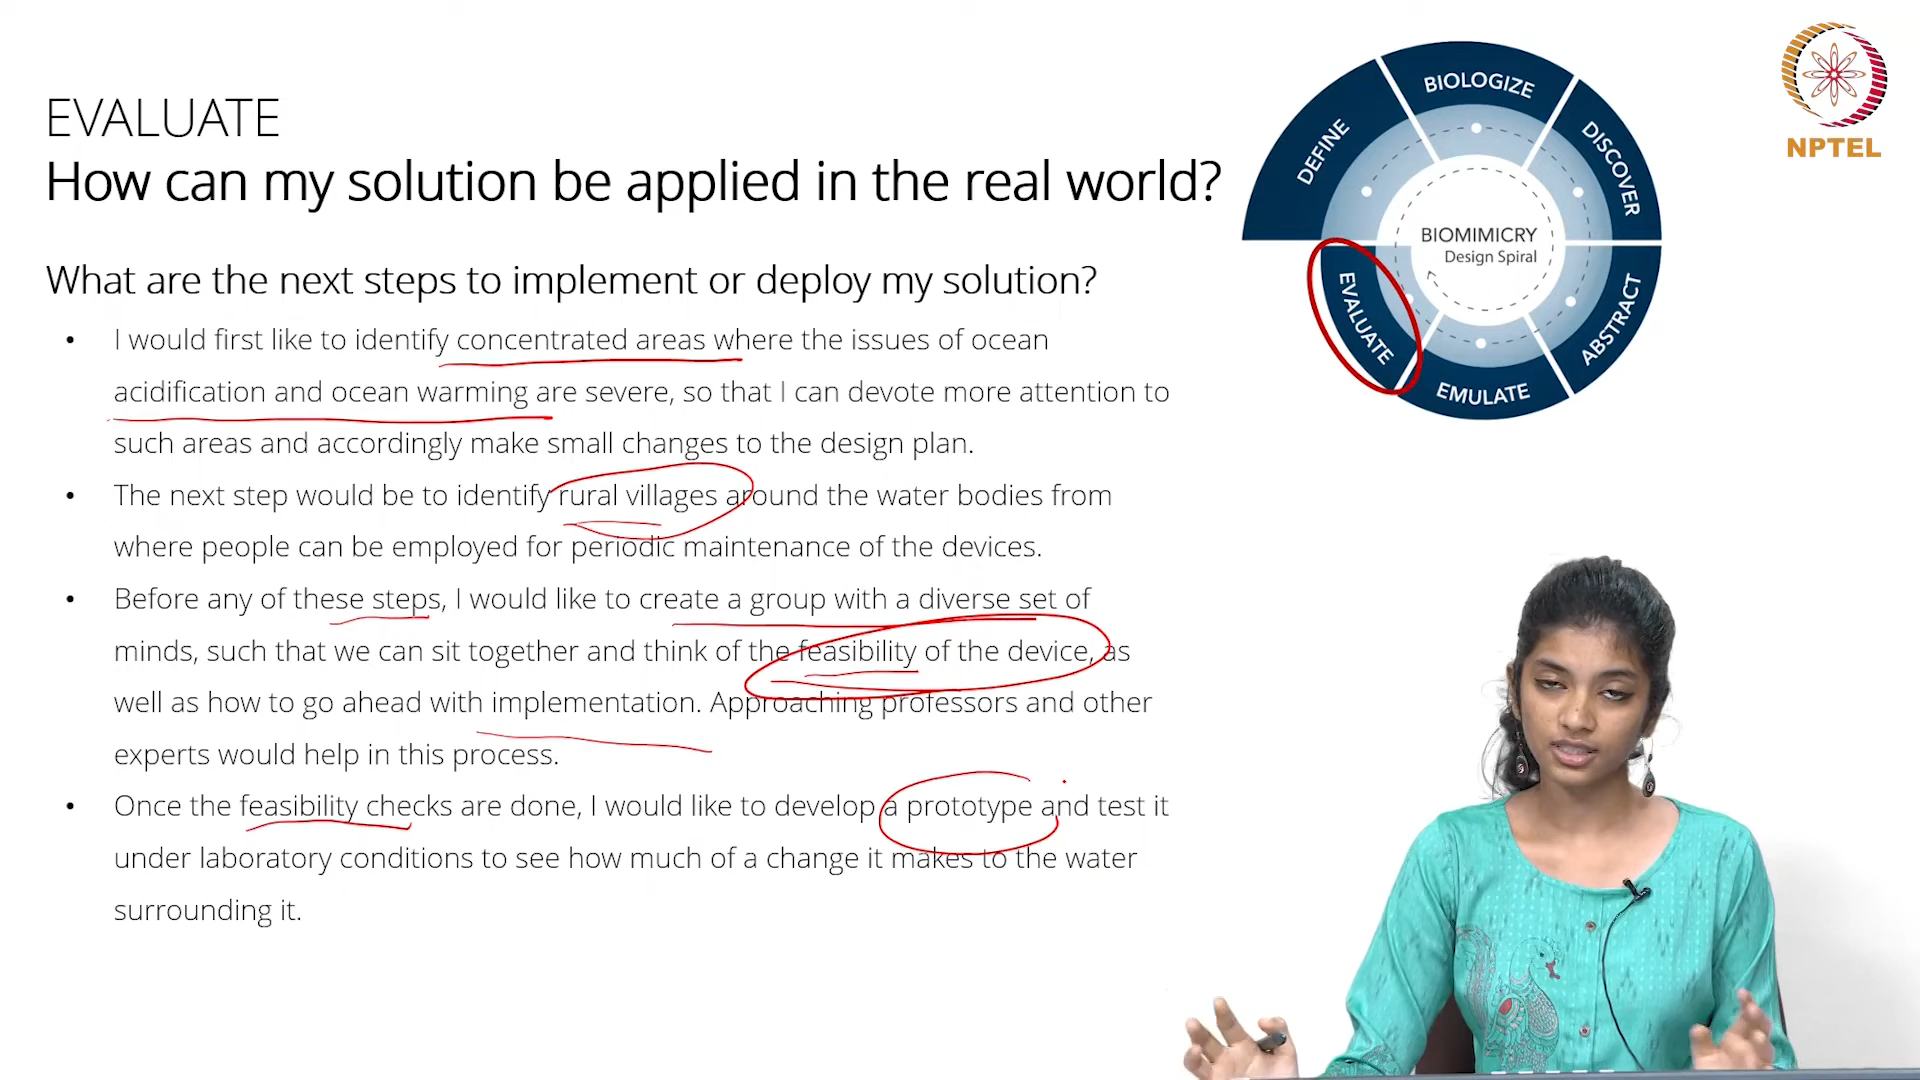 EVALUATE
How can my solution be applied in the real world?
What are the next steps to implement or deploy my solution?
• I would first like to identify concentrated areas where the issues of ocean
acidification and ocean warming are severe, so that I can devote more attention to
such areas and accordingly make small changes to the design plan.
• The next step would be to identify rural villages around the water bodies from
where people can be employed for periodic maintenance of the devices.
• Before any of these steps, I would like to create a group with a diverse set of
minds, such that we can sit together and think of the feasibility of the device, as
well as how to go ahead with implementation. Approaching professors and other
experts would help in this process.
• Once the feasibility checks are done, I would like to develop a prototype and test it
under laboratory conditions to see how much of a change it makes to the water
surrounding it.
DEFINE
BIOLOGIZE
DISCOVER
ABSTRACT
EMULATE
EVALUATE
BIOMIMICRY
Design Spiral
NPTEL